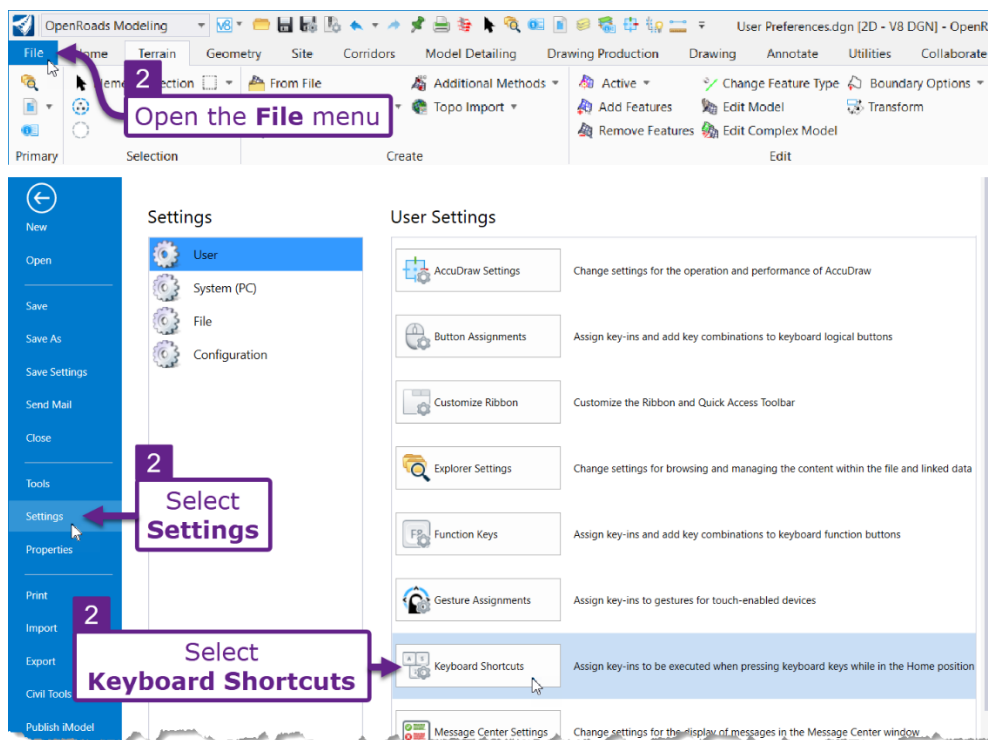 OpenRoads Modeling
User Preferences.dgn [2D - V8 DGN] - OpenR
File Home Terrain Geometry Site Corridors Model Detailing Drawing Production Drawing Annotate Utilities Collaborate
2
Open the File menu
From File
Additional Methods
Topo Import
Active
Add Features
Remove Features
Change Feature Type
Edit Model
Edit Complex Model
Boundary Options
Transform
Primary Selection Create Edit
New
Open
Save
Save As
Save Settings
Send Mail
Close
Tools
Settings
Properties
Print
Import
Export
Civil Tools
Publish iModel
2
Select
Settings
2
Select
Keyboard Shortcuts
Settings
User
System (PC)
File
Configuration
User Settings
AccuDraw Settings Change settings for the operation and performance of AccuDraw
Button Assignments Assign key-ins and add key combinations to keyboard logical buttons
Customize Ribbon Customize the Ribbon and Quick Access Toolbar
Explorer Settings Change settings for browsing and managing the content within the file and linked data
Function Keys Assign key-ins and add key combinations to keyboard function buttons
Gesture Assignments Assign key-ins to gestures for touch-enabled devices
Keyboard Shortcuts Assign key-ins to be executed when pressing keyboard keys while in the Home position
Message Center Settings Change settings for the display of messages in the Message Center window